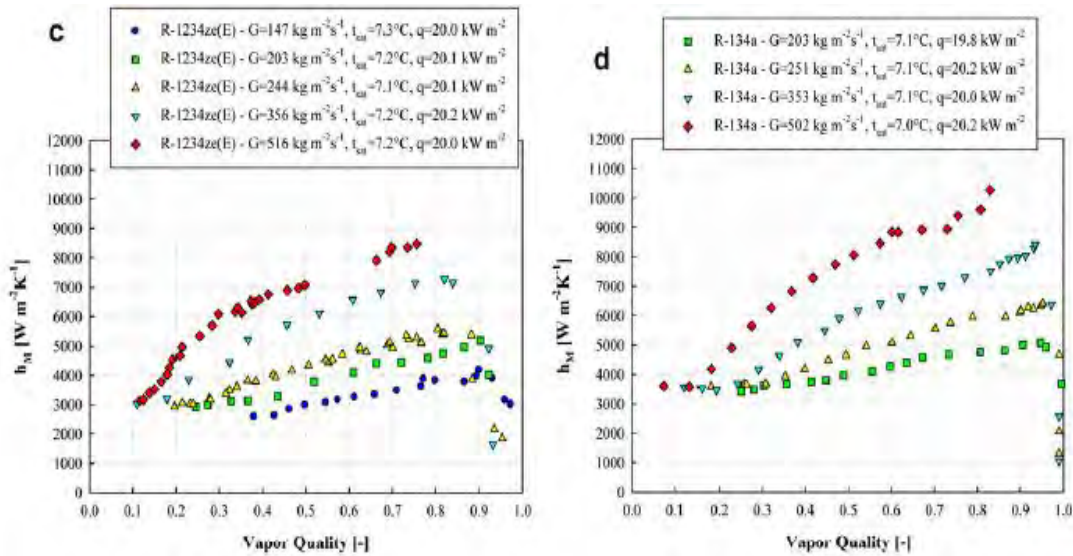 c
R-1234ze(E) - G=147 kg m⁻²s⁻¹, t_sat=7.3°C, q=20.0 kW m⁻²
R-1234ze(E) - G=203 kg m⁻²s⁻¹, t_sat=7.2°C, q=20.1 kW m⁻²
R-1234ze(E) - G=244 kg m⁻²s⁻¹, t_sat=7.1°C, q=20.1 kW m⁻²
R-1234ze(E) - G=356 kg m⁻²s⁻¹, t_sat=7.2°C, q=20.2 kW m⁻²
R-1234ze(E) - G=516 kg m⁻²s⁻¹, t_sat=7.2°C, q=20.0 kW m⁻²
12000
11000
10000
9000
8000
7000
6000
5000
4000
3000
2000
1000
0
h_M [W m⁻²K⁻¹]
0.0 0.1 0.2 0.3 0.4 0.5 0.6 0.7 0.8 0.9 1.0
Vapor Quality [-]
d
R-134a - G=203 kg m⁻²s⁻¹, t_sat=7.1°C, q=19.8 kW m⁻²
R-134a - G=251 kg m⁻²s⁻¹, t_sat=7.1°C, q=20.2 kW m⁻²
R-134a - G=353 kg m⁻²s⁻¹, t_sat=7.1°C, q=20.0 kW m⁻²
R-134a - G=502 kg m⁻²s⁻¹, t_sat=7.0°C, q=20.2 kW m⁻²
12000
11000
10000
9000
8000
7000
6000
5000
4000
3000
2000
1000
0
h_M [W m⁻²K⁻¹]
0.0 0.1 0.2 0.3 0.4 0.5 0.6 0.7 0.8 0.9 1.0
Vapor Quality [-]